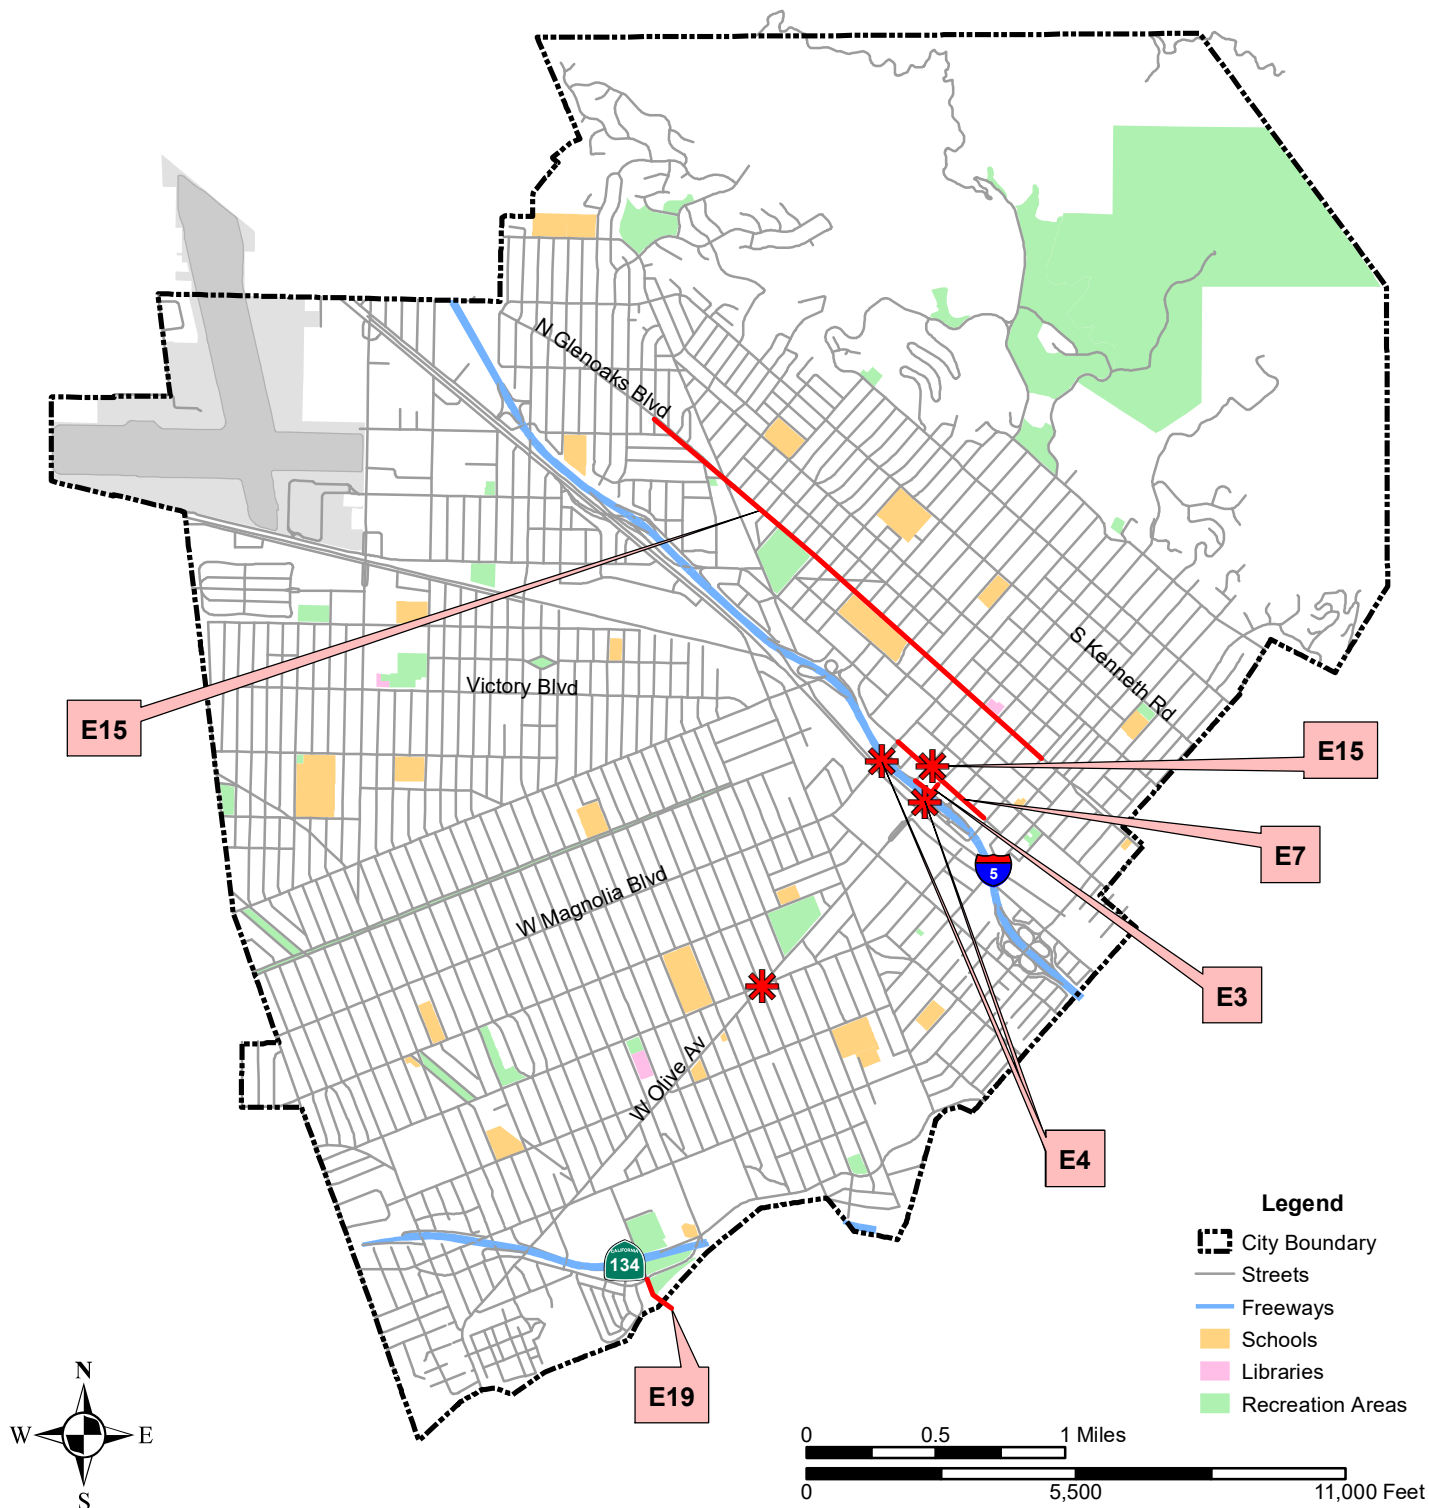 N Glenoaks Blvd
S Kenneth Rd
Victory Blvd
E15
E15
E7
5
W Magnolia Blvd
E3
W Olive Av
E4
CALIFORNIA
134
E19
Legend
City Boundary
Streets
Freeways
Schools
Libraries
Recreation Areas
N
W E
S
0 0.5 1 Miles
0 5,500 11,000 Feet